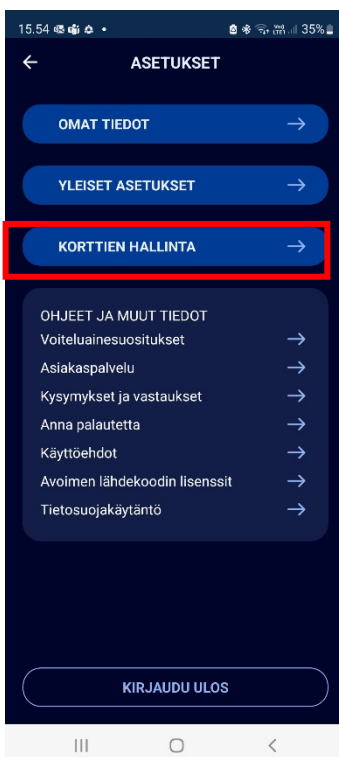 15.54
35%
ASETUKSET
OMAT TIEDOT
YLEISET ASETUKSET
KORTTIEN HALLINTA
OHJEET JA MUUT TIEDOT
Voiteluainesuositukset
Asiakaspalvelu
Kysymykset ja vastaukset
Anna palautetta
Käyttöehdot
Avoimen lähdekoodin lisenssit
Tietosuojakäytäntö
KIRJAUDU ULOS